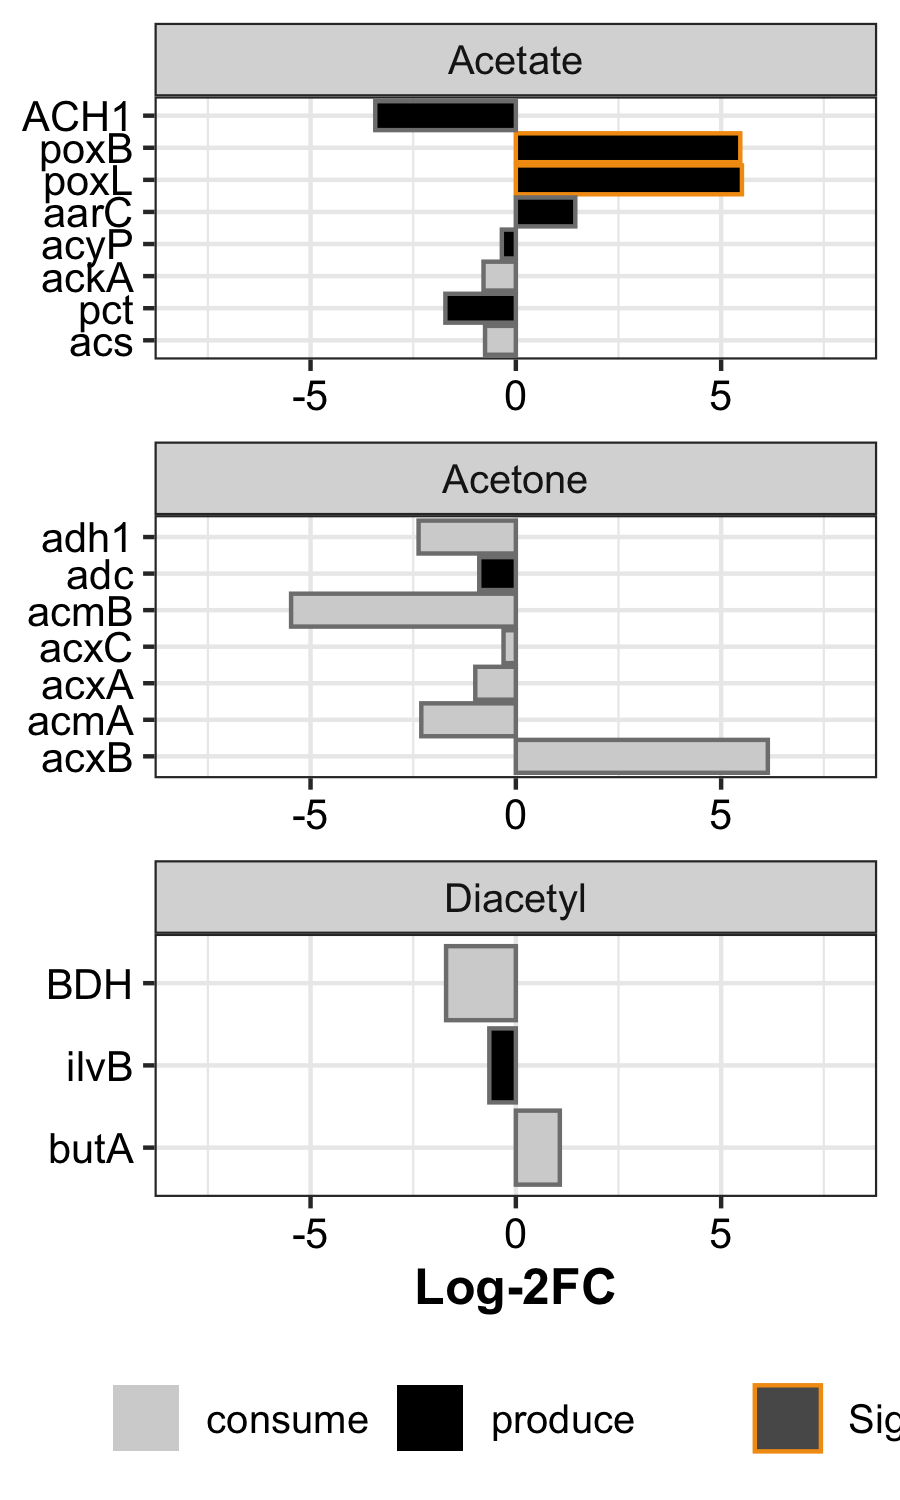 Acetate
ACH1
poxB
poxL
aarC
acyP
ackA
pct
acs
-5 0 5
Acetone
adh1
adc
acmB
acxC
acxA
acmA
acxB
-5 0 5
Diacetyl
BDH
ilvB
butA
-5 0 5
Log-2FC
consume produce Sig